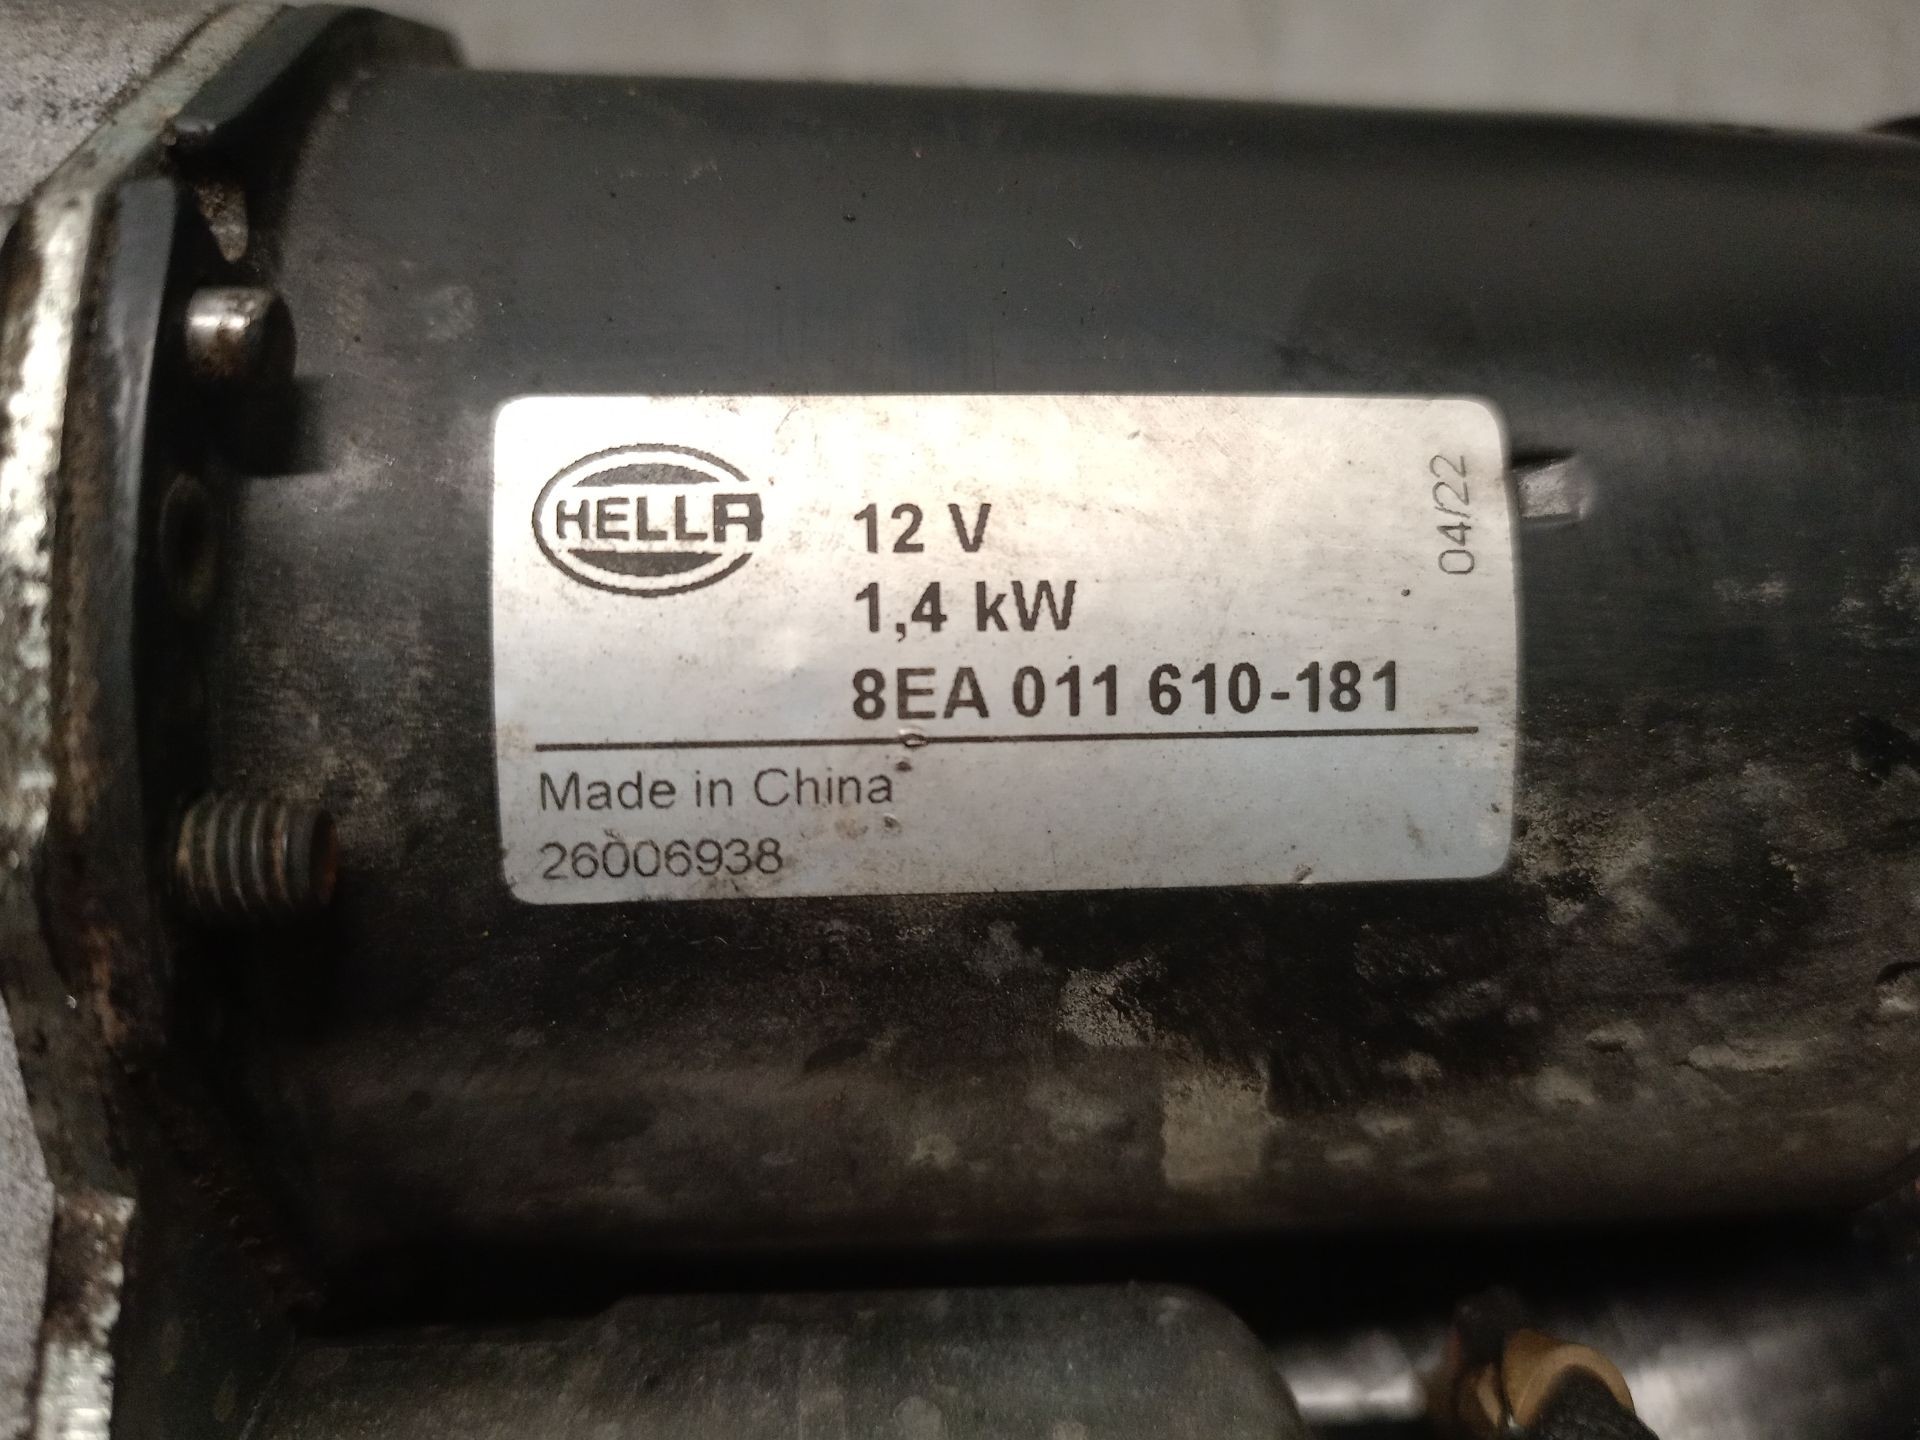 HELLA
12 V
1,4 kW
8EA 011 610-181
04/22
Made in China
26006938